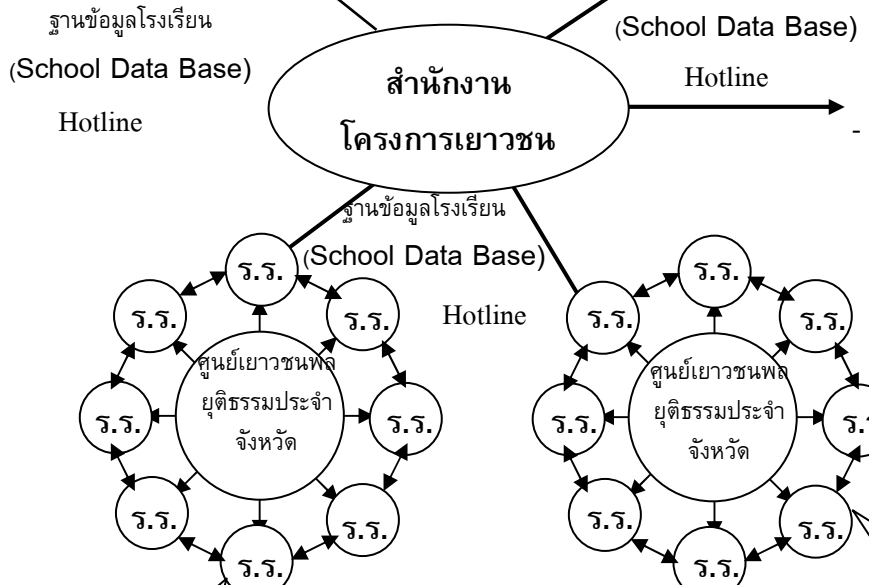 ฐานข้อมูลโรงเรียน
(School Data Base)
Hotline
สำนักงาน
โครงการเยาวชน
(School Data Base)
Hotline
-
ฐานข้อมูลโรงเรียน
(School Data Base)
Hotline
ร.ร.
ร.ร.
ร.ร.
ร.ร.
ร.ร.
ร.ร.
ร.ร.
ร.ร.
ศูนย์เยาวชนพล
ยุติธรรมประจำ
จังหวัด
ร.ร.
ร.ร.
ร.ร.
ร.ร.
ร.ร.
ร.ร.
ร.ร.
ศูนย์เยาวชนพล
ยุติธรรมประจำ
จังหวัด